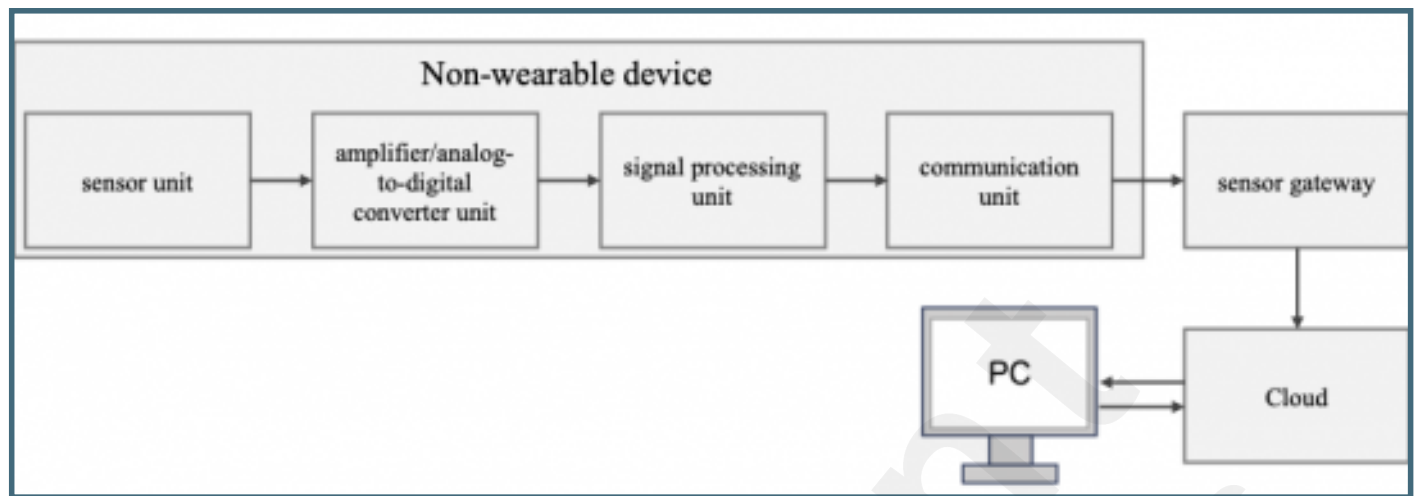 Non-wearable device
sensor unit
amplifier/analog-
to-digital
converter unit
signal processing
unit
communication
unit
sensor gateway
PC
Cloud